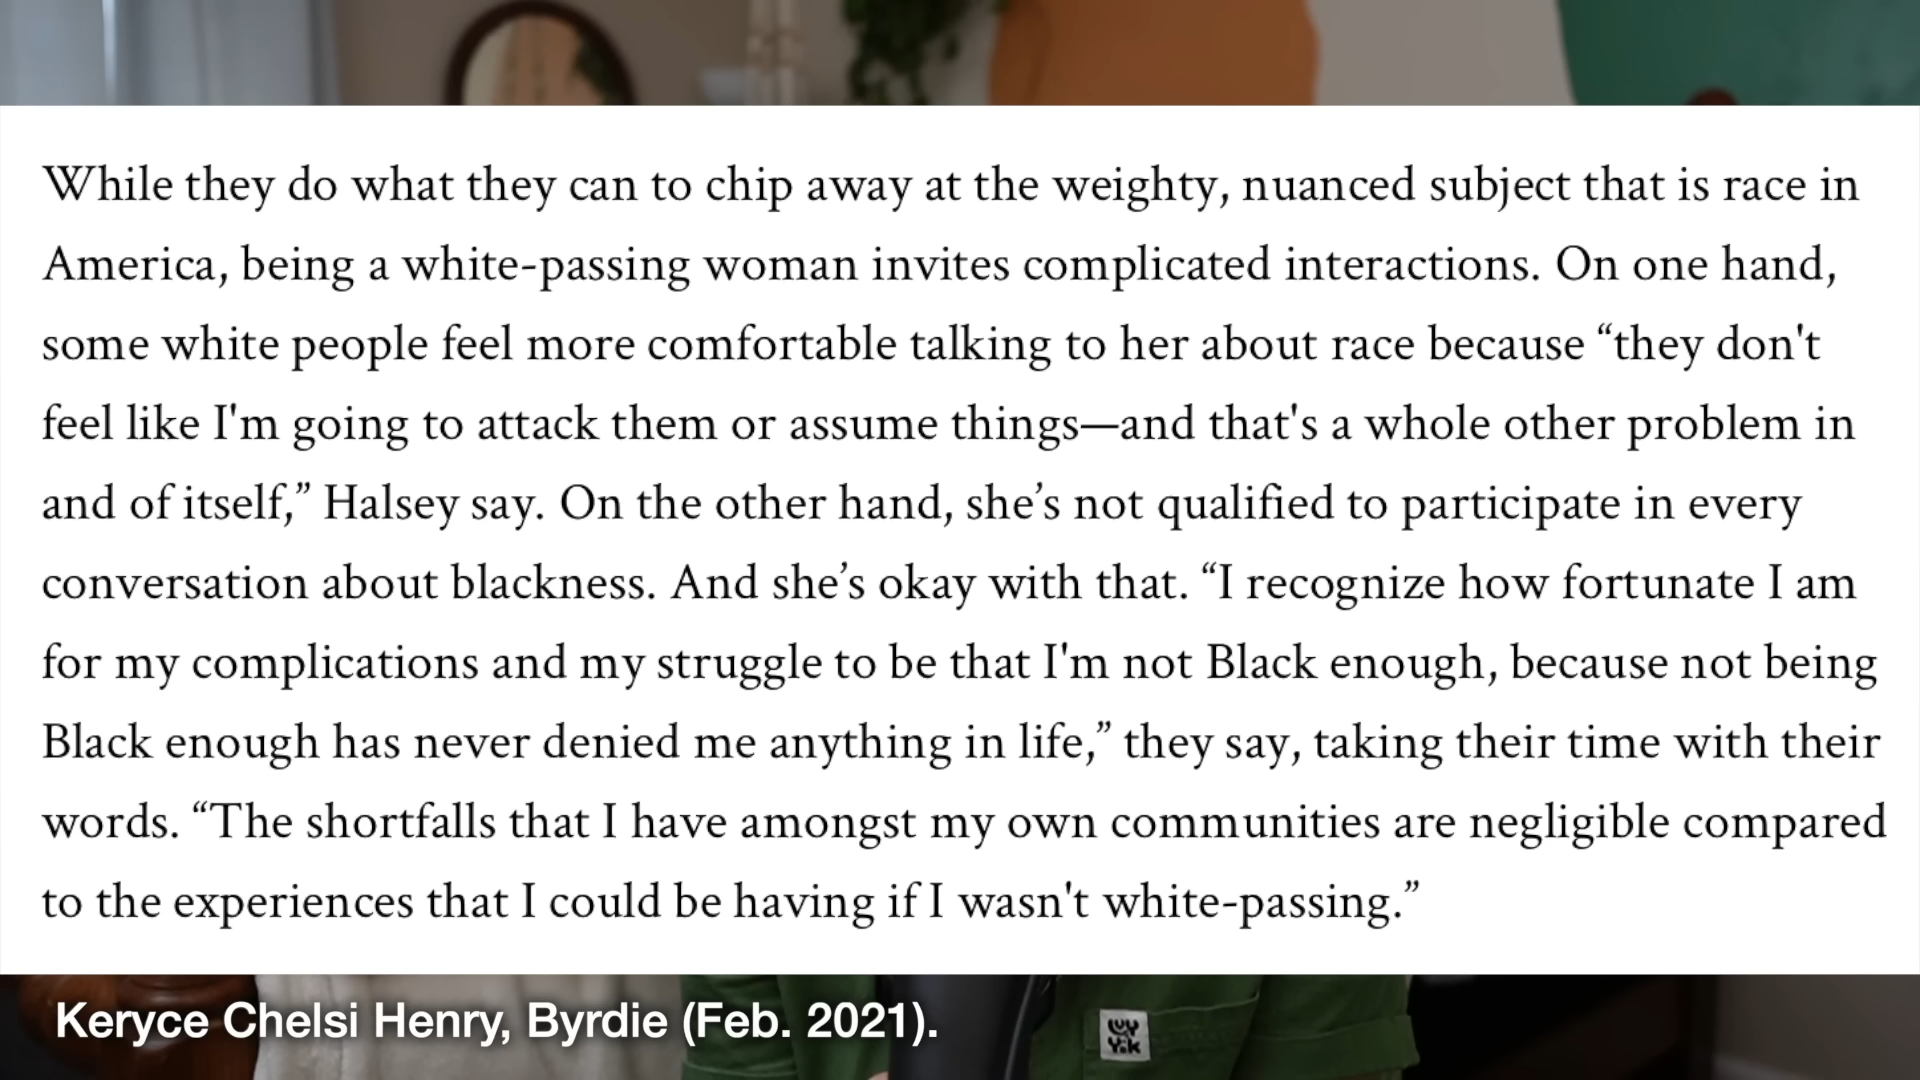 While they do what they can to chip away at the weighty, nuanced subject that is race in
America, being a white-passing woman invites complicated interactions. On one hand,
some white people feel more comfortable talking to her about race because “they don't
feel like I'm going to attack them or assume things—and that's a whole other problem in
and of itself,” Halsey say. On the other hand, she’s not qualified to participate in every
conversation about blackness. And she’s okay with that. “I recognize how fortunate I am
for my complications and my struggle to be that I'm not Black enough, because not being
Black enough has never denied me anything in life,” they say, taking their time with their
words. “The shortfalls that I have amongst my own communities are negligible compared
to the experiences that I could be having if I wasn't white-passing.”
Keryce Chelsi Henry, Byrdie (Feb. 2021).